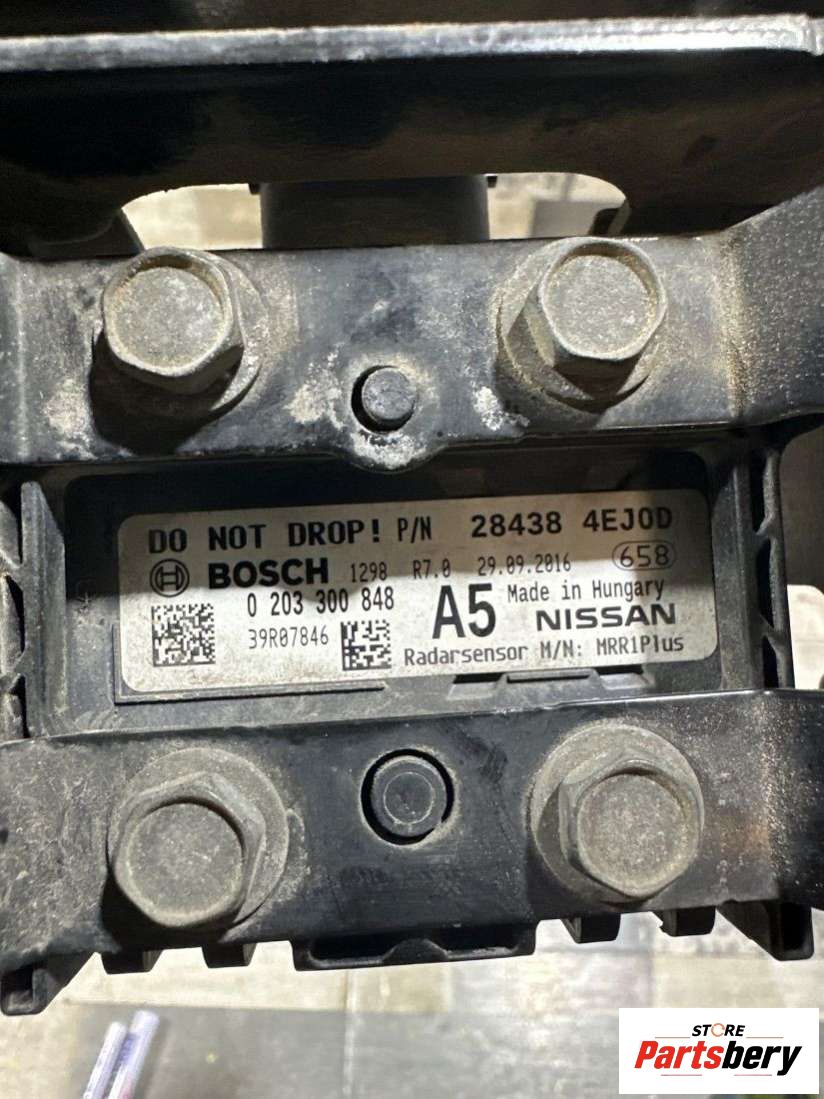 DO NOT DROP! P/N 28438 4EJ0D
BOSCH 1298 R7.0 29.09.2016 658
0 203 300 848 A5 Made in Hungary
39R07846 NISSAN
Radarsensor M/N: MRR1Plus
STORE
Partsbery